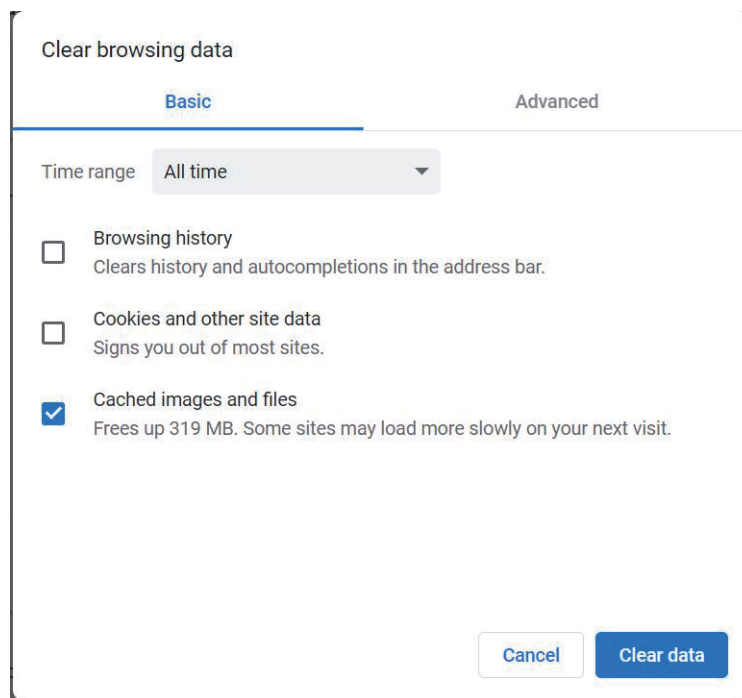 Clear browsing data
Basic
Advanced
Time range
All time
Browsing history
Clears history and autocompletions in the address bar.
Cookies and other site data
Signs you out of most sites.
Cached images and files
Frees up 319 MB. Some sites may load more slowly on your next visit.
Cancel
Clear data